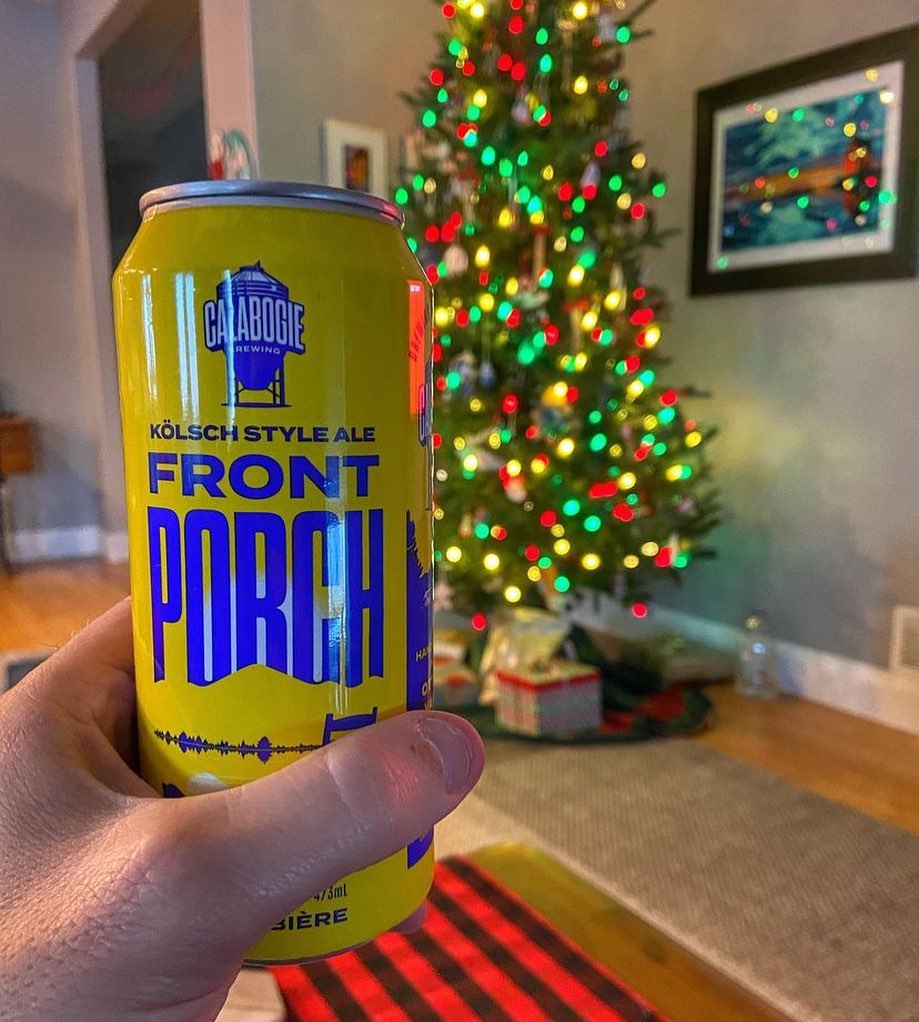 CALABOGIE
BREWING
KÖLSCH STYLE ALE
FRONT
PORCH
473mL
BIÈRE